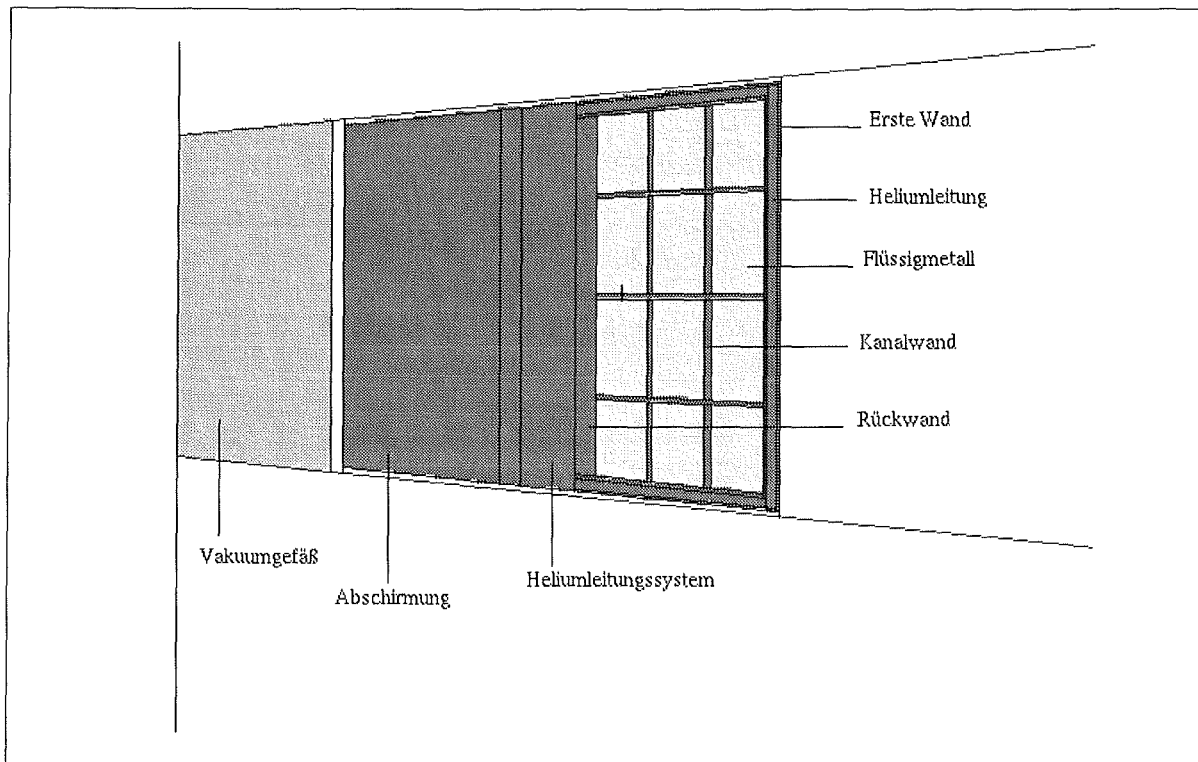 Erste Wand
Heliumleitung
Flüssigmetall
Kanalwand
Rückwand
Vakuumgefäß
Heliumleitungssystem
Abschirmung